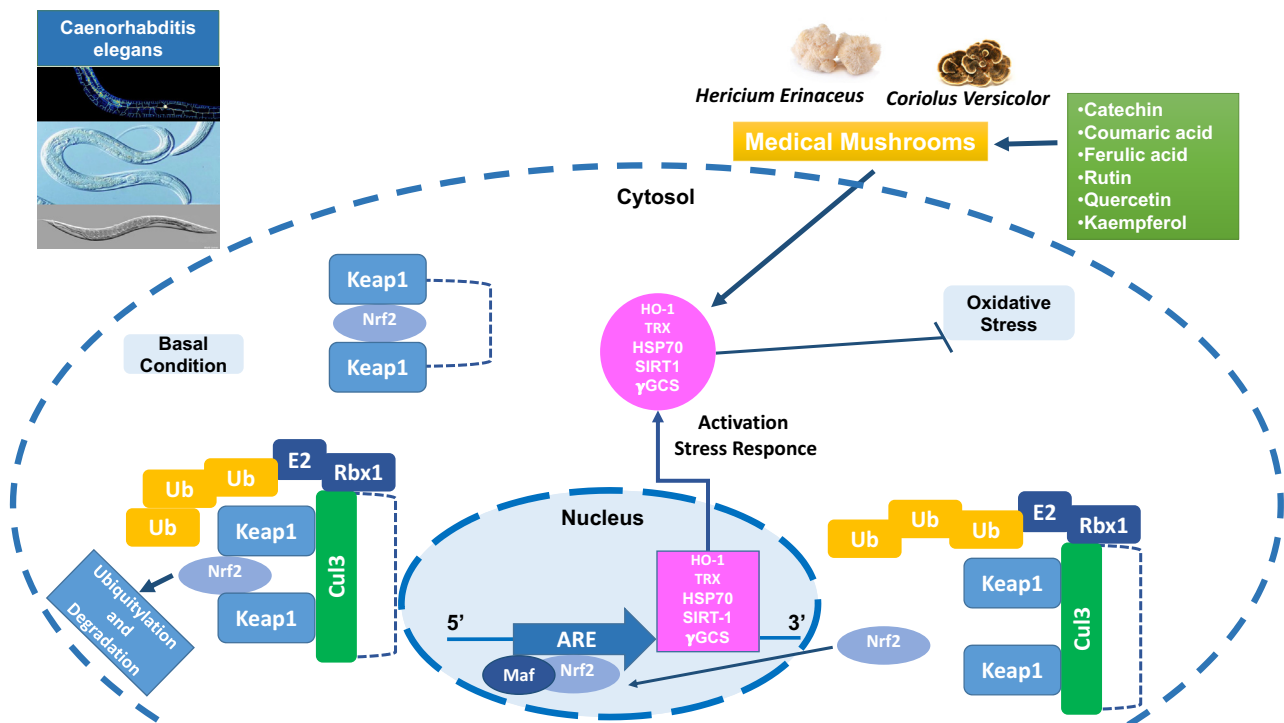 Caenorhabditis
elegans
Hericium Erinaceus
Coriolus Versicolor
Medical Mushrooms
•Catechin
•Coumaric acid
•Ferulic acid
•Rutin
•Quercetin
•Kaempferol
Cytosol
Keap1
Nrf2
Keap1
Basal
Condition
HO-1
TRX
HSP70
SIRT1
γGCS
Oxidative
Stress
Activation
Stress Responce
E2
Rbx1
Ub
Ub
Ub
Keap1
Nrf2
Keap1
Cul3
Ubiquitylation
and
Degradation
Nucleus
HO-1
TRX
HSP70
SIRT-1
γGCS
5’
ARE
3’
Maf
Nrf2
Nrf2
E2
Rbx1
Ub
Ub
Ub
Keap1
Keap1
Cul3